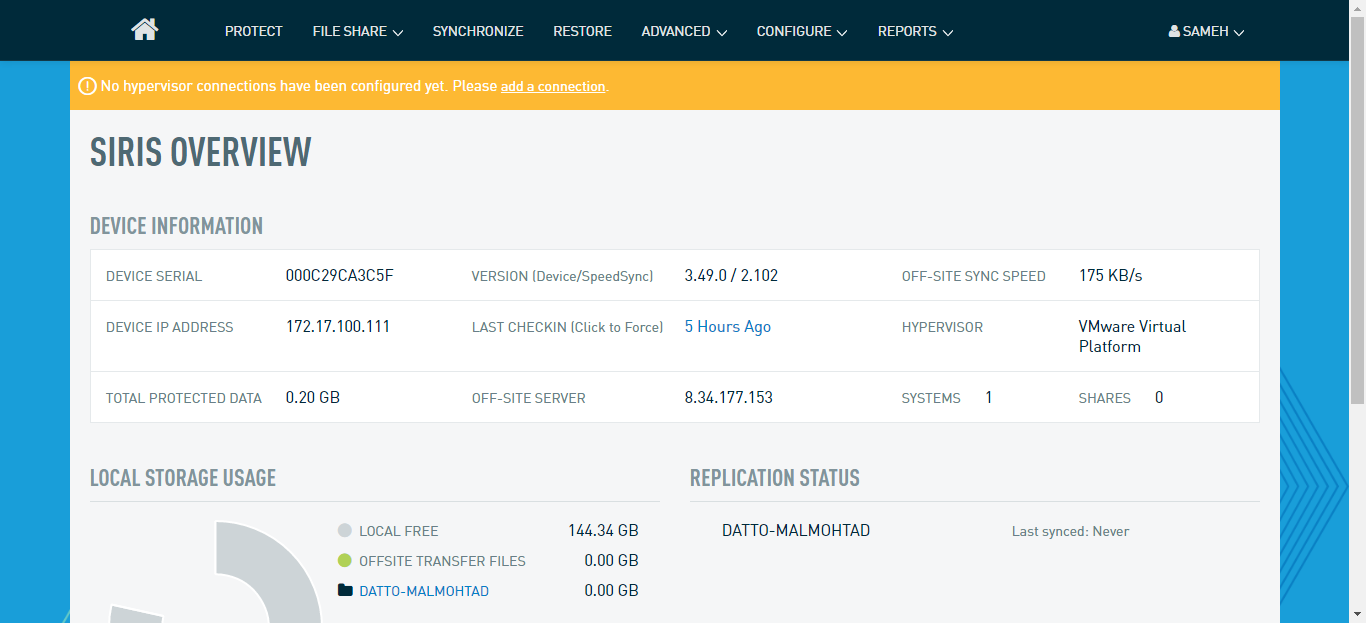 PROTECT FILE SHARE SYNCHRONIZE RESTORE ADVANCED CONFIGURE REPORTS SAMEH
No hypervisor connections have been configured yet. Please add a connection.
SIRIS OVERVIEW
DEVICE INFORMATION
DEVICE SERIAL 000C29CA3C5F VERSION (Device/SpeedSync) 3.49.0 / 2.102 OFF-SITE SYNC SPEED 175 KB/s
DEVICE IP ADDRESS 172.17.100.111 LAST CHECKIN (Click to Force) 5 Hours Ago HYPERVISOR VMware Virtual
Platform
TOTAL PROTECTED DATA 0.20 GB OFF-SITE SERVER 8.34.177.153 SYSTEMS 1 SHARES 0
LOCAL STORAGE USAGE REPLICATION STATUS
LOCAL FREE 144.34 GB DATTO-MALMOHTAD Last synced: Never
OFFSITE TRANSFER FILES 0.00 GB
DATTO-MALMOHTAD 0.00 GB